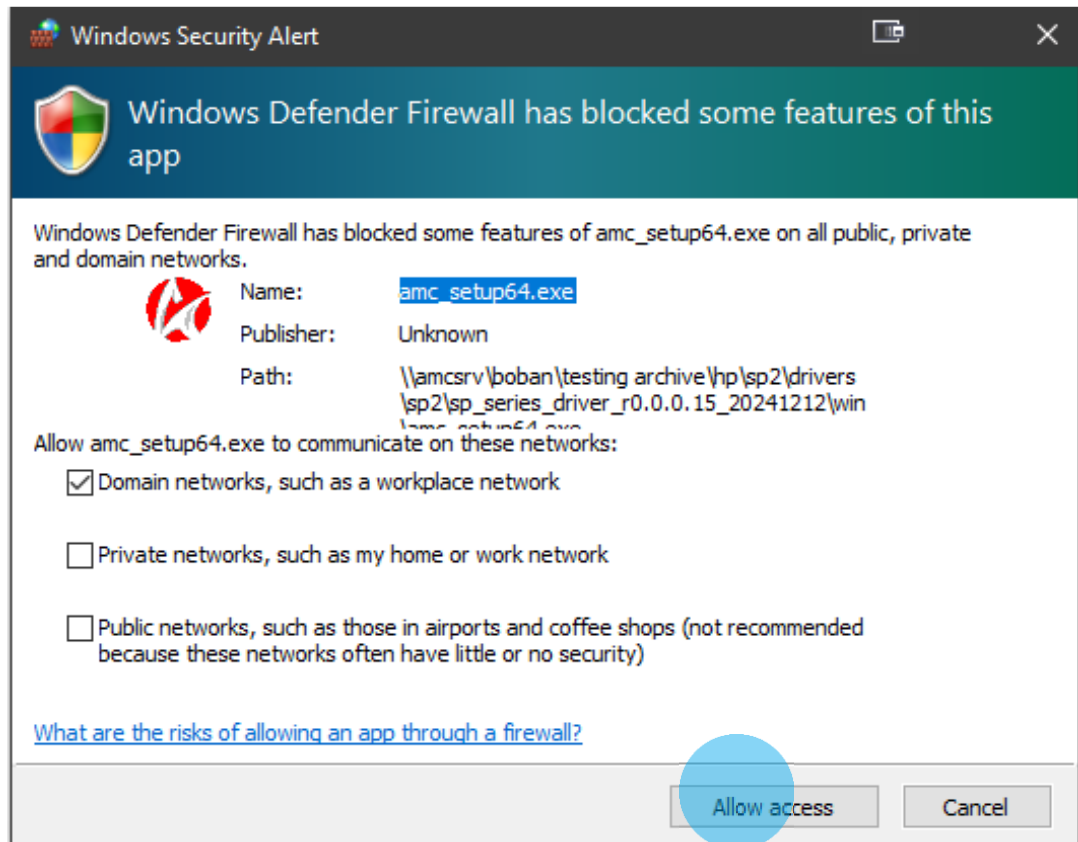 Windows Security Alert
Windows Defender Firewall has blocked some features of this
app
Windows Defender Firewall has blocked some features of amc_setup64.exe on all public, private
and domain networks.
Name: amc_setup64.exe
Publisher: Unknown
Path: \\amcsrv\boban\testing archive\hp\sp2\drivers
\sp2\sp_series_driver_r0.0.0.15_20241212\win
\amc_setup64.exe
Allow amc_setup64.exe to communicate on these networks:
Domain networks, such as a workplace network
Private networks, such as my home or work network
Public networks, such as those in airports and coffee shops (not recommended
because these networks often have little or no security)
What are the risks of allowing an app through a firewall?
Allow access Cancel